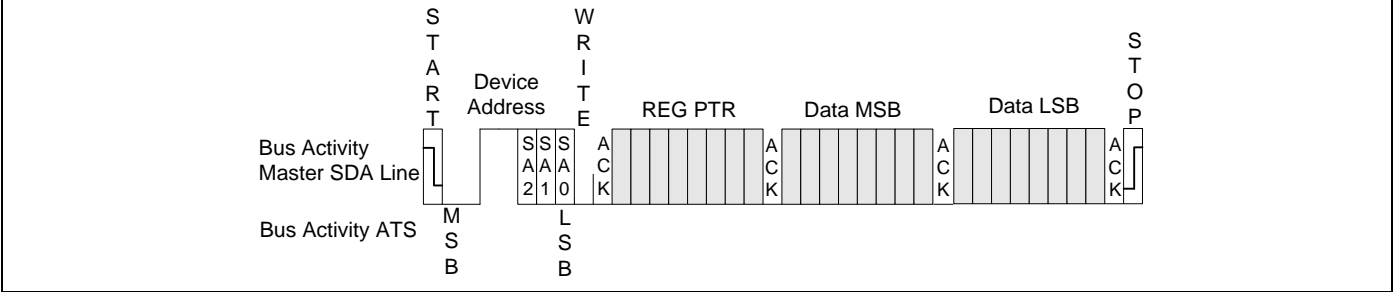 START
WRITE
STOP
Device
Address
REG PTR
Data MSB
Data LSB
Bus Activity
Master SDA Line
SA2
SA1
SA0
ACK
ACK
ACK
ACK
Bus Activity ATS
MSB
LSB